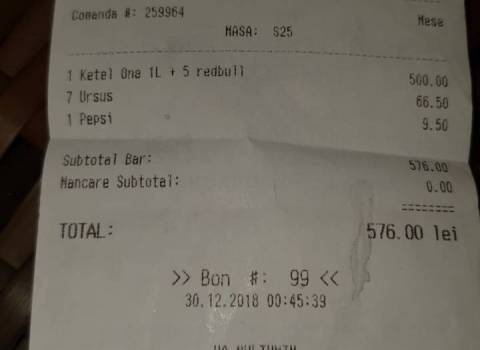 Comanda #: 259964
Mese
MASA: S25
1 Ketel One 1L + 5 redbull 500.00
7 Ursus 66.50
1 Pepsi 9.50
Subtotal Bar: 576.00
Mancare Subtotal: 0.00
========
TOTAL: 576.00 lei
>> Bon #: 99 <<
30.12.2018 00:45:39